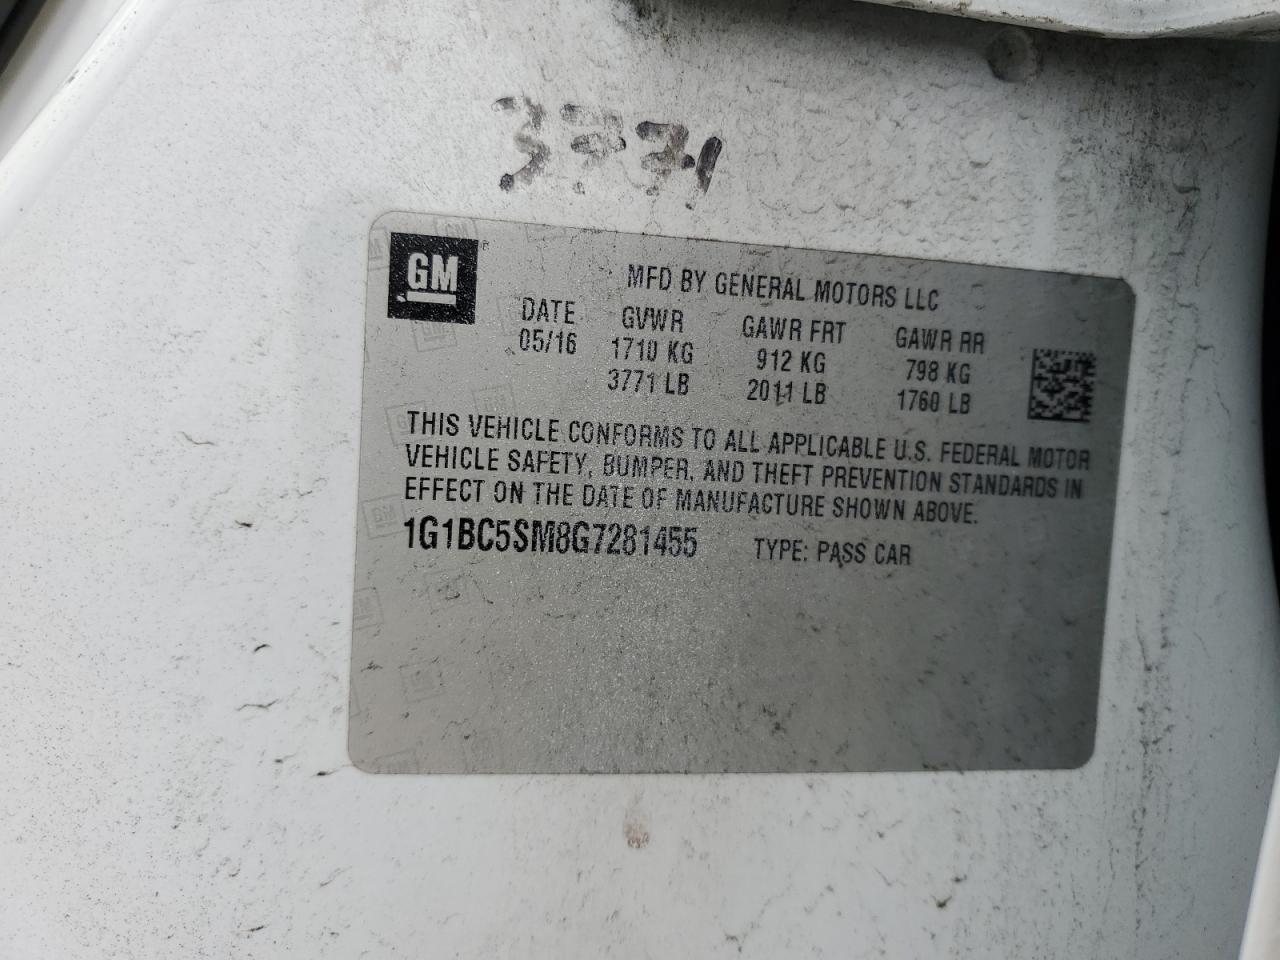 3771
GM
MFD BY GENERAL MOTORS LLC
DATE GVWR GAWR FRT GAWR RR
05/16 1710 KG 912 KG 798 KG
3771 LB 2011 LB 1760 LB
THIS VEHICLE CONFORMS TO ALL APPLICABLE U.S. FEDERAL MOTOR
VEHICLE SAFETY, BUMPER, AND THEFT PREVENTION STANDARDS IN
EFFECT ON THE DATE OF MANUFACTURE SHOWN ABOVE.
1G1BC5SM8G7281455 TYPE: PASS CAR